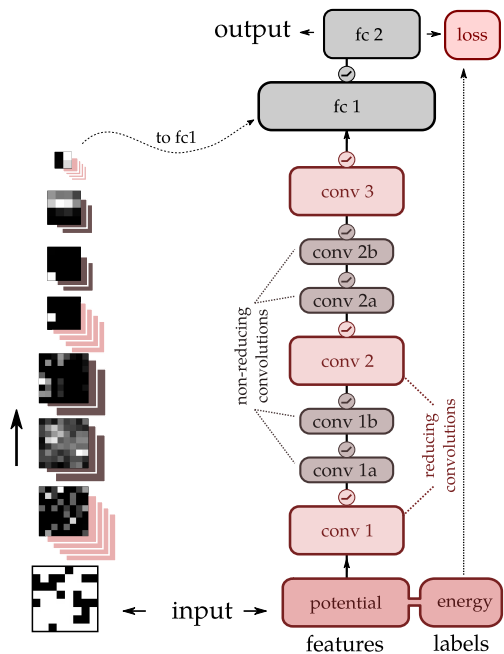 output
fc 2
loss
fc 1
to fc1
conv 3
conv 2b
conv 2a
non-reducing
convolutions
conv 2
conv 1b
conv 1a
reducing
convolutions
conv 1
input
potential
energy
features
labels